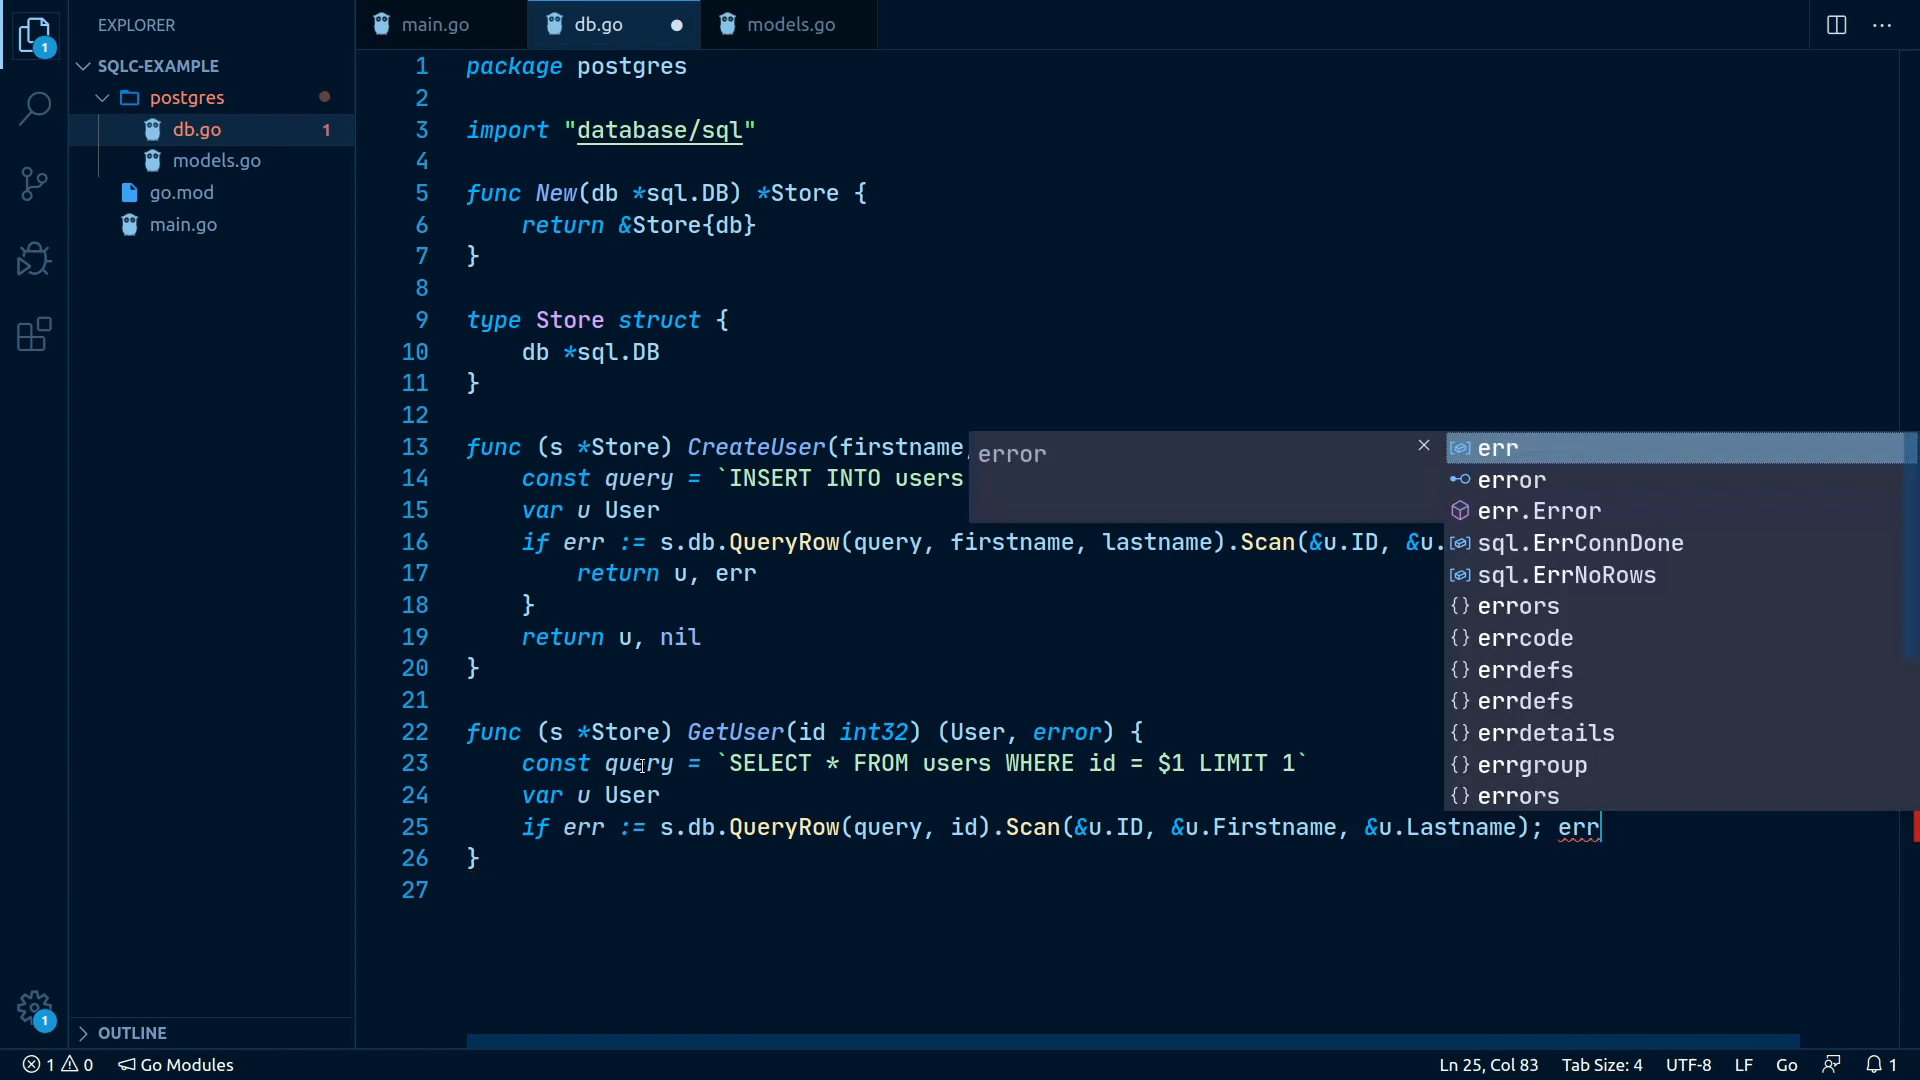 EXPLORER
main.go
db.go
models.go
1
SQLC-EXAMPLE
postgres
db.go 1
models.go
go.mod
main.go
1 package postgres
2
3 import "database/sql"
4
5 func New(db *sql.DB) *Store {
6 return &Store{db}
7 }
8
9 type Store struct {
10 db *sql.DB
11 }
12
13 func (s *Store) CreateUser(firstname,
14 const query = `INSERT INTO users
15 var u User
16 if err := s.db.QueryRow(query, firstname, lastname).Scan(&u.ID, &u.
17 return u, err
18 }
19 return u, nil
20 }
21
22 func (s *Store) GetUser(id int32) (User, error) {
23 const query = `SELECT * FROM users WHERE id = $1 LIMIT 1`
24 var u User
25 if err := s.db.QueryRow(query, id).Scan(&u.ID, &u.Firstname, &u.Lastname); err
26 }
27
error
err
error
err.Error
sql.ErrConnDone
sql.ErrNoRows
errors
errcode
errdefs
errdefs
errdetails
errgroup
errors
1
OUTLINE
1 0 Go Modules
Ln 25, Col 83 Tab Size: 4 UTF-8 LF Go 1